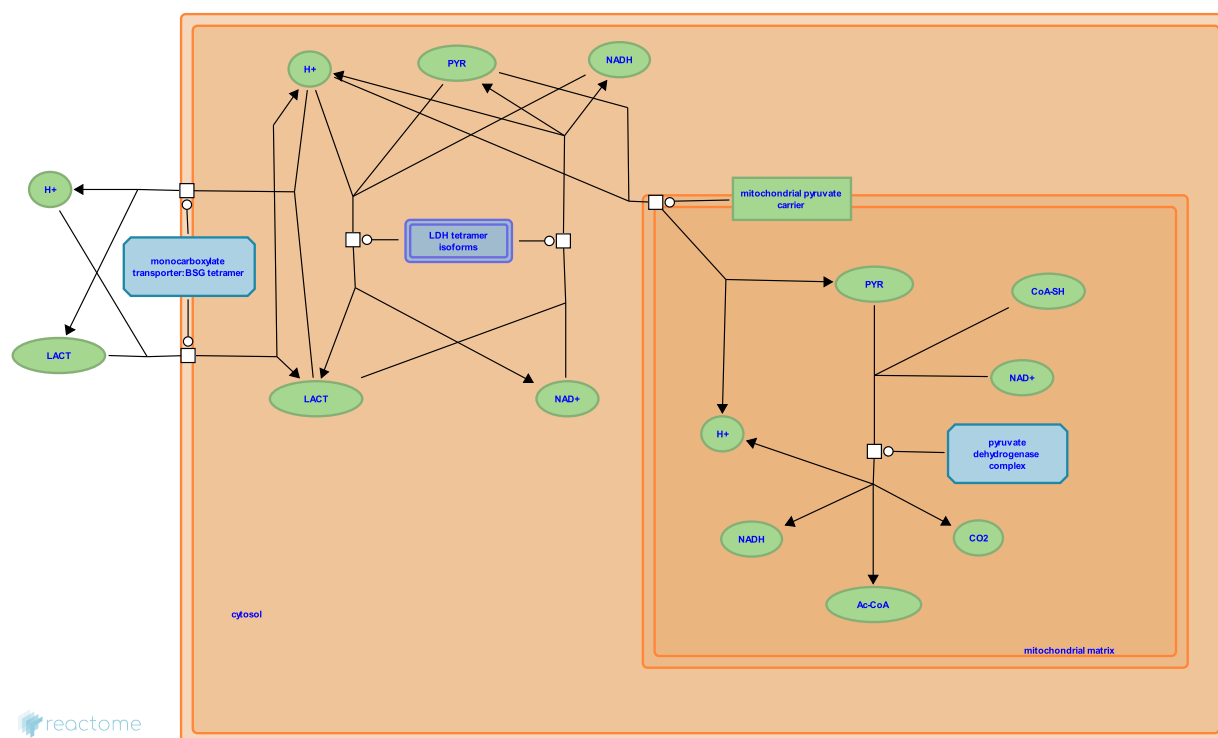 NADH
PYR
H+
H+
mitochondrial pyruvate
carrier
LDH tetramer
isoforms
monocarboxylate
transporter:BSG tetramer
PYR
CoA-SH
LACT
NAD+
LACT
NAD+
H+
pyruvate
dehydrogenase
complex
NADH
CO2
Ac-CoA
cytosol
mitochondrial matrix
reactome